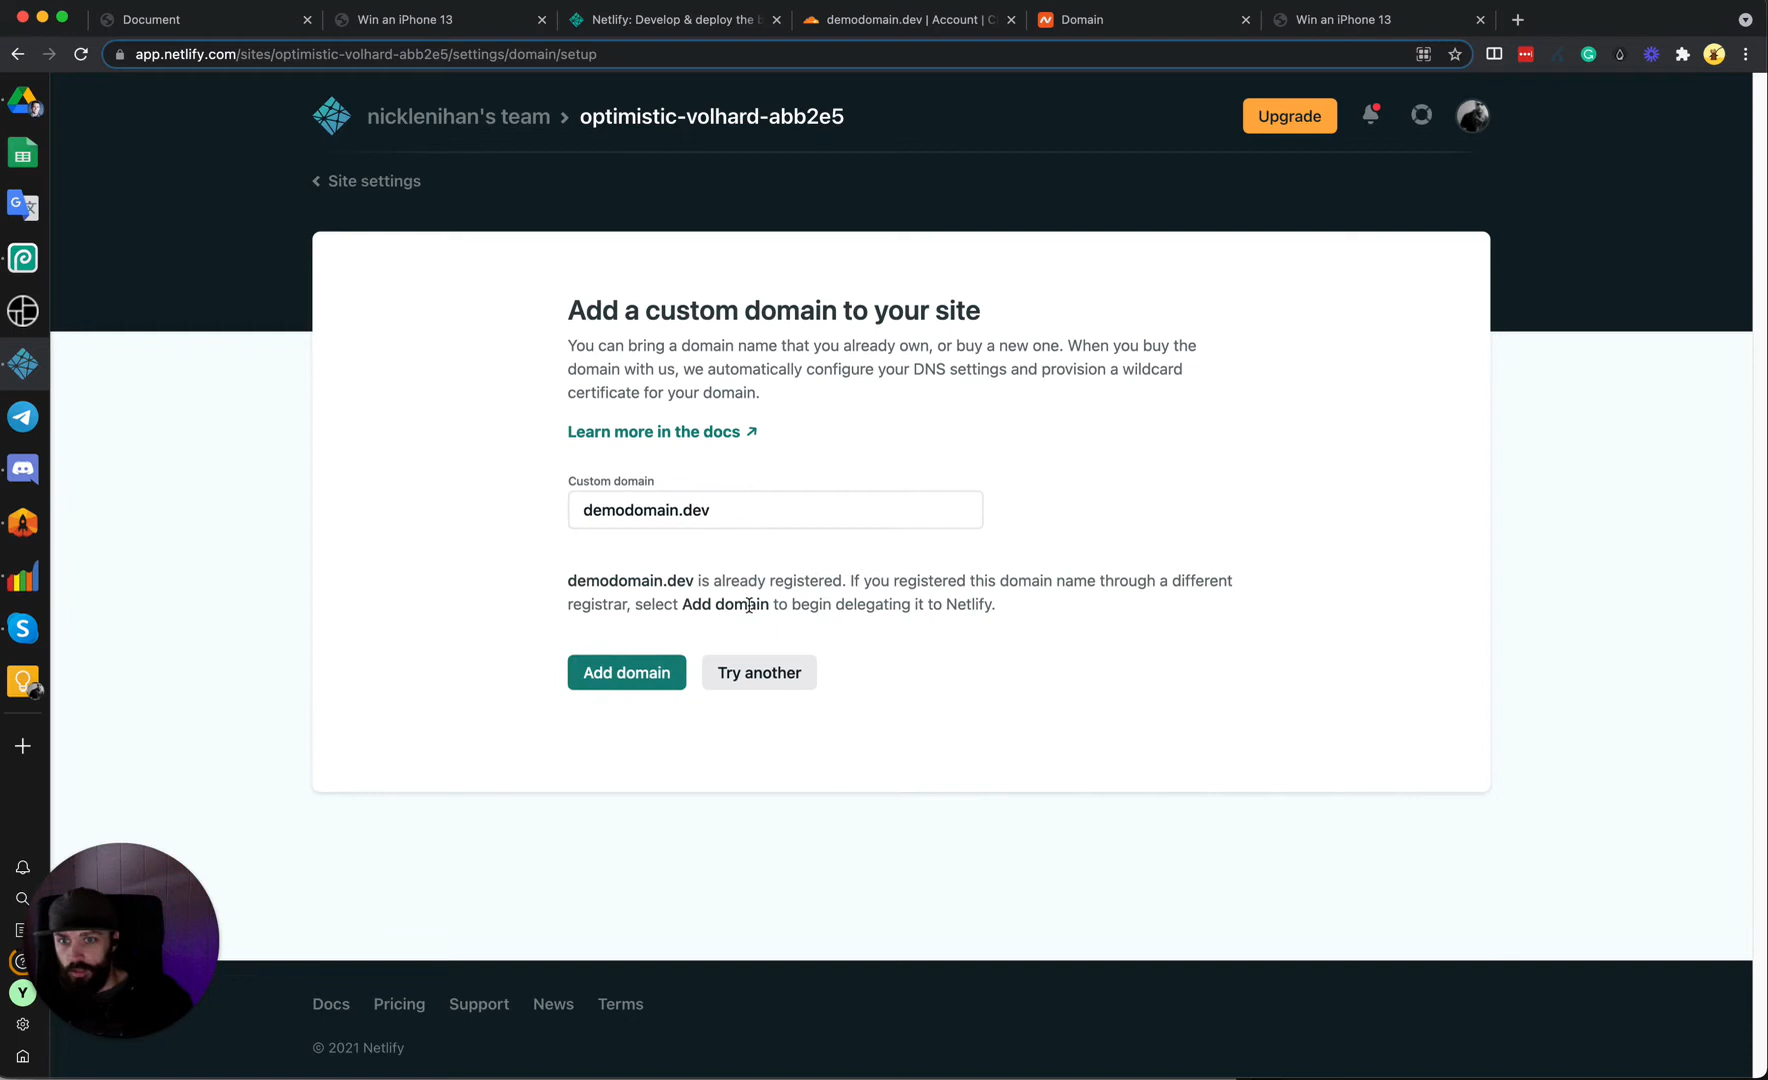 Document
Win an iPhone 13
Netlify: Develop & deploy the
demodomain.dev | Account | C
Domain
Win an iPhone 13
app.netlify.com/sites/optimistic-volhard-abb2e5/settings/domain/setup
nicklenihan's team > optimistic-volhard-abb2e5
Upgrade
Site settings
Add a custom domain to your site
You can bring a domain name that you already own, or buy a new one. When you buy the
domain with us, we automatically configure your DNS settings and provision a wildcard
certificate for your domain.
Learn more in the docs
Custom domain
demodomain.dev
demodomain.dev is already registered. If you registered this domain name through a different
registrar, select Add domain to begin delegating it to Netlify.
Add domain
Try another
Y
Docs
Pricing
Support
News
Terms
© 2021 Netlify